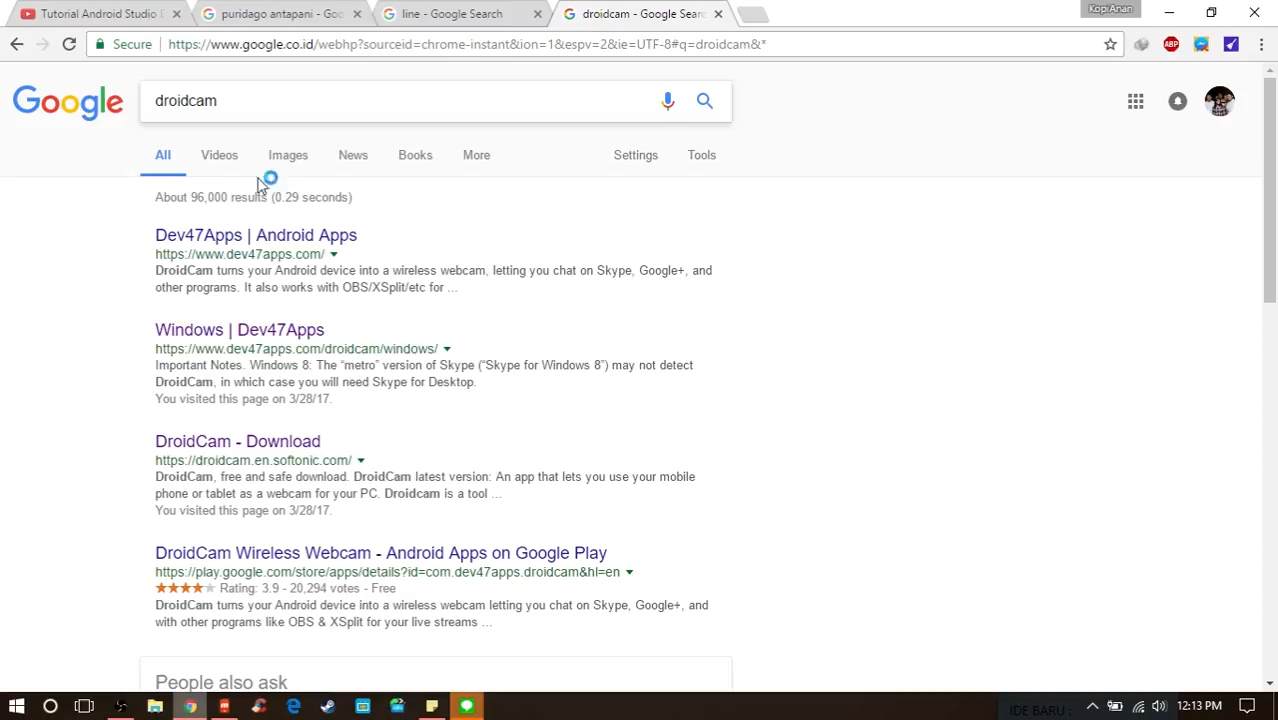 Tutorial Android Studio E
puridago antapani - Goo
line - Google Search
droidcam - Google Searc
KopiAnan
Secure
https://www.google.co.id/webhp?sourceid=chrome-instant&ion=1&espv=2&ie=UTF-8#q=droidcam&*
ABP
Google
droidcam
All
Videos
Images
News
Books
More
Settings
Tools
About 96,000 results (0.29 seconds)
Dev47Apps | Android Apps
https://www.dev47apps.com/
DroidCam turns your Android device into a wireless webcam, letting you chat on Skype, Google+, and
other programs. It also works with OBS/XSplit/etc for ...
Windows | Dev47Apps
https://www.dev47apps.com/droidcam/windows/
Important Notes. Windows 8: The “metro” version of Skype (“Skype for Windows 8”) may not detect
DroidCam, in which case you will need Skype for Desktop.
You visited this page on 3/28/17.
DroidCam - Download
https://droidcam.en.softonic.com/
DroidCam, free and safe download. DroidCam latest version: An app that lets you use your mobile
phone or tablet as a webcam for your PC. Droidcam is a tool ...
You visited this page on 3/28/17.
DroidCam Wireless Webcam - Android Apps on Google Play
https://play.google.com/store/apps/details?id=com.dev47apps.droidcam&hl=en
Rating: 3.9 - 20,294 votes - Free
DroidCam turns your Android device into a wireless webcam letting you chat on Skype, Google+, and
with other programs like OBS & XSplit for your live streams ...
People also ask
IDE BARU :
12:13 PM